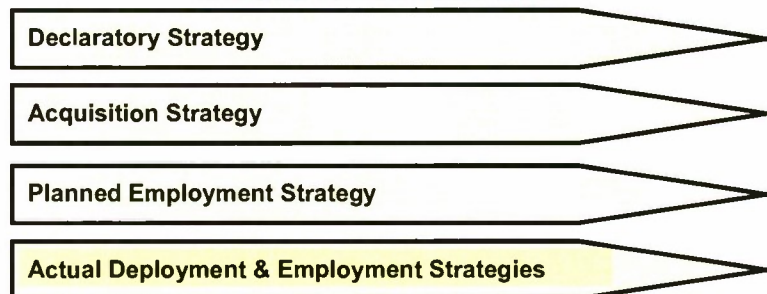 Declaratory Strategy
Acquisition Strategy
Planned Employment Strategy
Actual Deployment & Employment Strategies